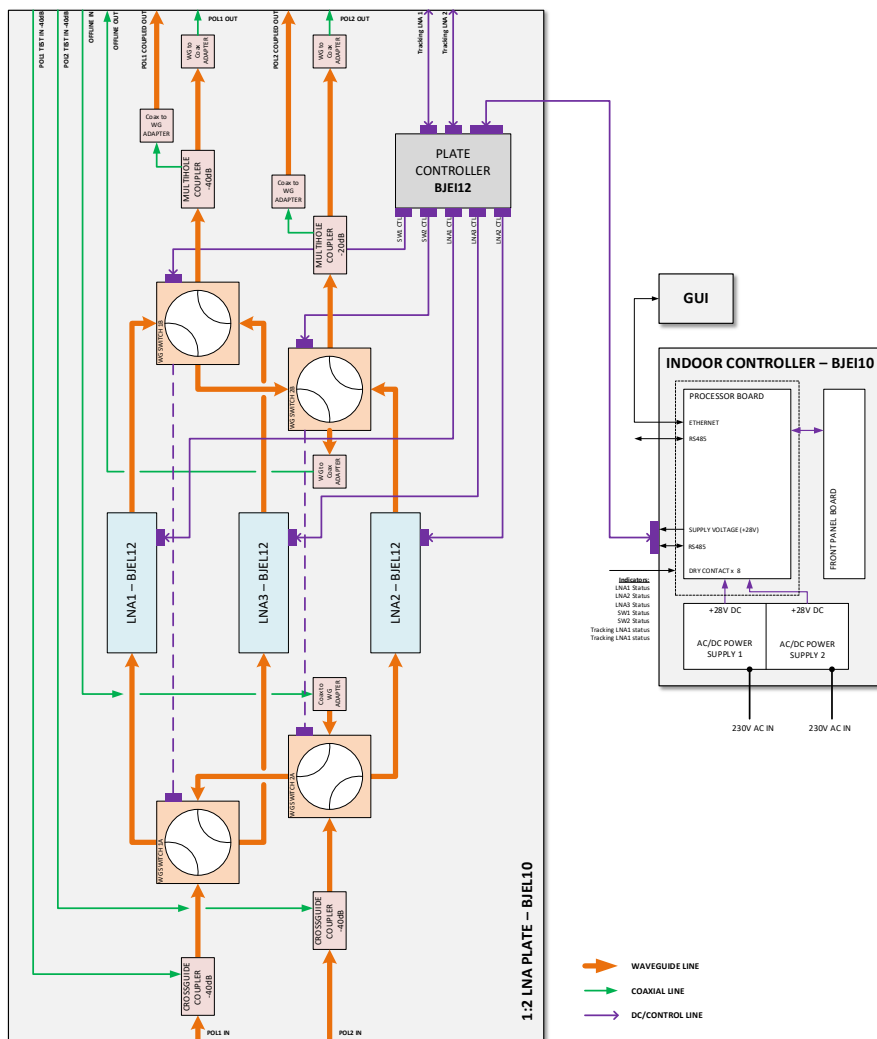 POL1 TEST IN -40dB
POL2 TEST IN -40dB
OFFLINE IN
OFFLINE OUT
POL1 COUPLED OUT
POL1 OUT
POL2 COUPLED OUT
POL2 OUT
Tracking LNA 1
Tracking LNA 2
WG to
Coax
ADAPTER
WG to
Coax
ADAPTER
Coax to
WG
ADAPTER
MULTIHOLE
COUPLER
-40dB
Coax to
WG
ADAPTER
MULTIHOLE
COUPLER
-20dB
PLATE
CONTROLLER
BJEI12
SW1 CTL
SW2 CTL
LNA1 CTL
LNA3 CTL
LNA2 CTL
WG SWITCH 1B
WG SWITCH 2B
WG to
Coax
ADAPTER
LNA1 – BJEL12
LNA3 – BJEL12
LNA2 – BJEL12
Coax to
WG
ADAPTER
WG SWITCH 2A
WG SWITCH 1A
CROSSGUIDE
COUPLER
-40dB
CROSSGUIDE
COUPLER
-40dB
POL1 IN
POL2 IN
1:2 LNA PLATE – BJEL10
GUI
INDOOR CONTROLLER – BJEI10
PROCESSOR BOARD
ETHERNET
RS485
SUPPLY VOLTAGE (+28V)
RS485
DRY CONTACT x 8
FRONT PANEL BOARD
Indicators:
LNA1 Status
LNA2 Status
LNA3 Status
SW1 Status
SW2 Status
Tracking LNA1 status
Tracking LNA1 status
+28V DC
+28V DC
AC/DC POWER
SUPPLY 1
AC/DC POWER
SUPPLY 2
230V AC IN
230V AC IN
WAVEGUIDE LINE
COAXIAL LINE
DC/CONTROL LINE